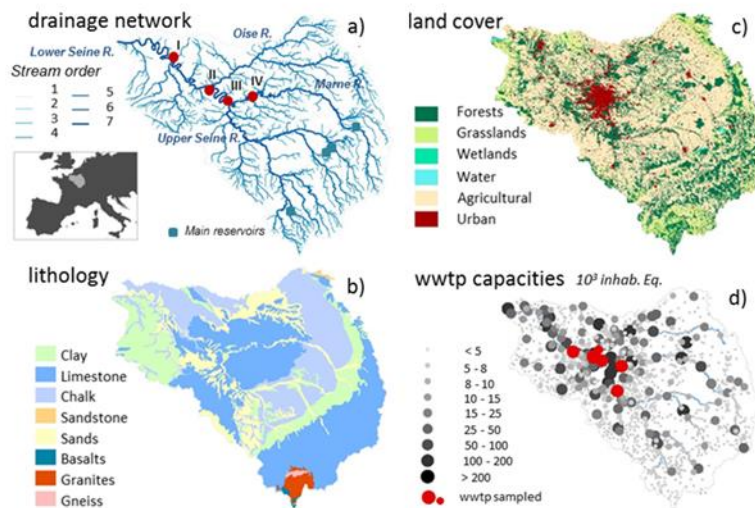 drainage network
a)
I
Oise R.
Lower Seine R.
Stream order
II
III
IV
Marne R.
1 5
2 6
3 7
4
Upper Seine R.
Main reservoirs
land cover
c)
Forests
Grasslands
Wetlands
Water
Agricultural
Urban
lithology
b)
Clay
Limestone
Chalk
Sandstone
Sands
Basalts
Granites
Gneiss
wwtp capacities 10³ inhab. Eq.
d)
< 5
5 - 8
8 - 10
10 - 15
15 - 25
25 - 50
50 - 100
100 - 200
> 200
wwtp sampled